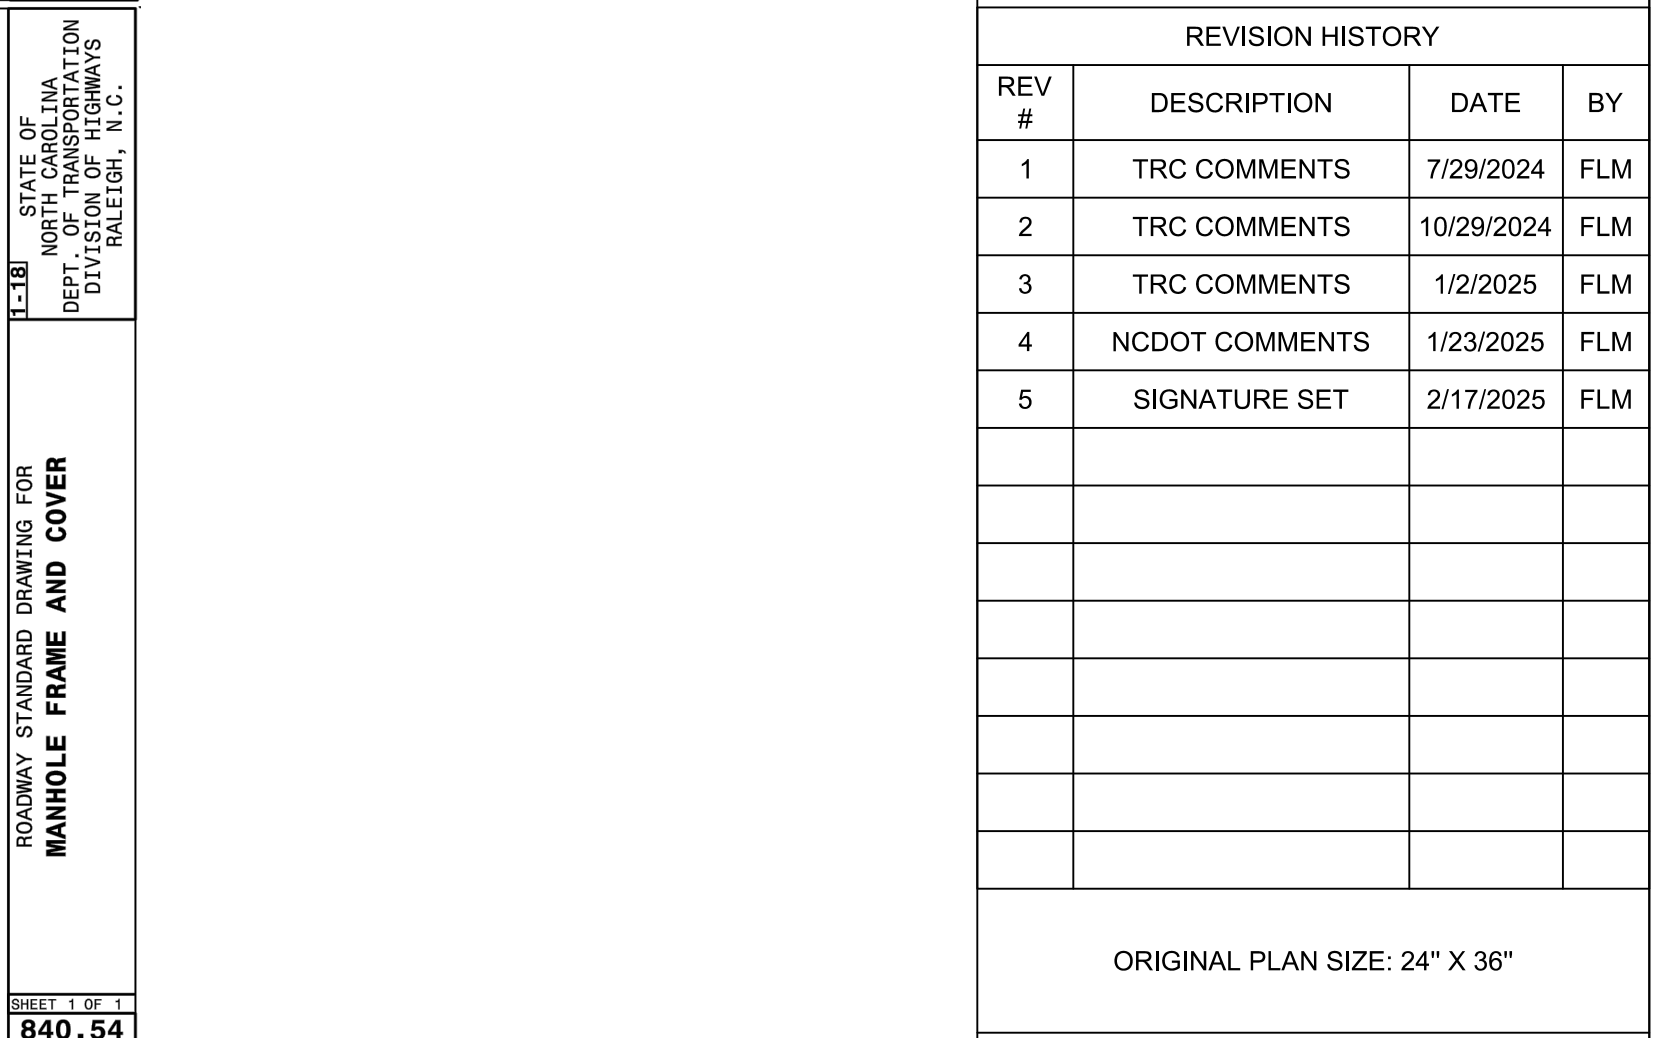 1-18
STATE OF
NORTH CAROLINA
DEPT. OF TRANSPORTATION
DIVISION OF HIGHWAYS
RALEIGH, N.C.
ROADWAY STANDARD DRAWING FOR
MANHOLE FRAME AND COVER
SHEET 1 OF 1
840.54
REVISION HISTORY
REV # DESCRIPTION DATE BY
1 TRC COMMENTS 7/29/2024 FLM
2 TRC COMMENTS 10/29/2024 FLM
3 TRC COMMENTS 1/2/2025 FLM
4 NCDOT COMMENTS 1/23/2025 FLM
5 SIGNATURE SET 2/17/2025 FLM
ORIGINAL PLAN SIZE: 24" X 36"